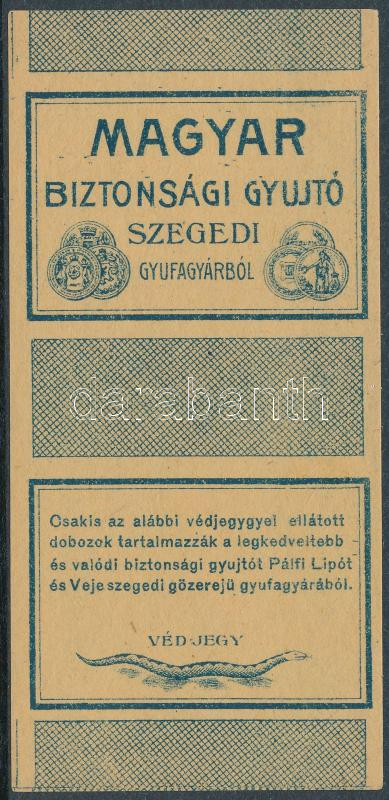 MAGYAR
BIZTONSÁGI GYUJTÓ
SZEGEDI
GYUFAGYÁRBÓL
darabanth
Csakis az alábbi védjegygyel ellátott
dobozok tartalmazzák a legkedveltebb
és valódi biztonsági gyujtót Pálfi Lipót
és Veje szegedi gözerejü gyufagyárából.
VÉD-JEGY